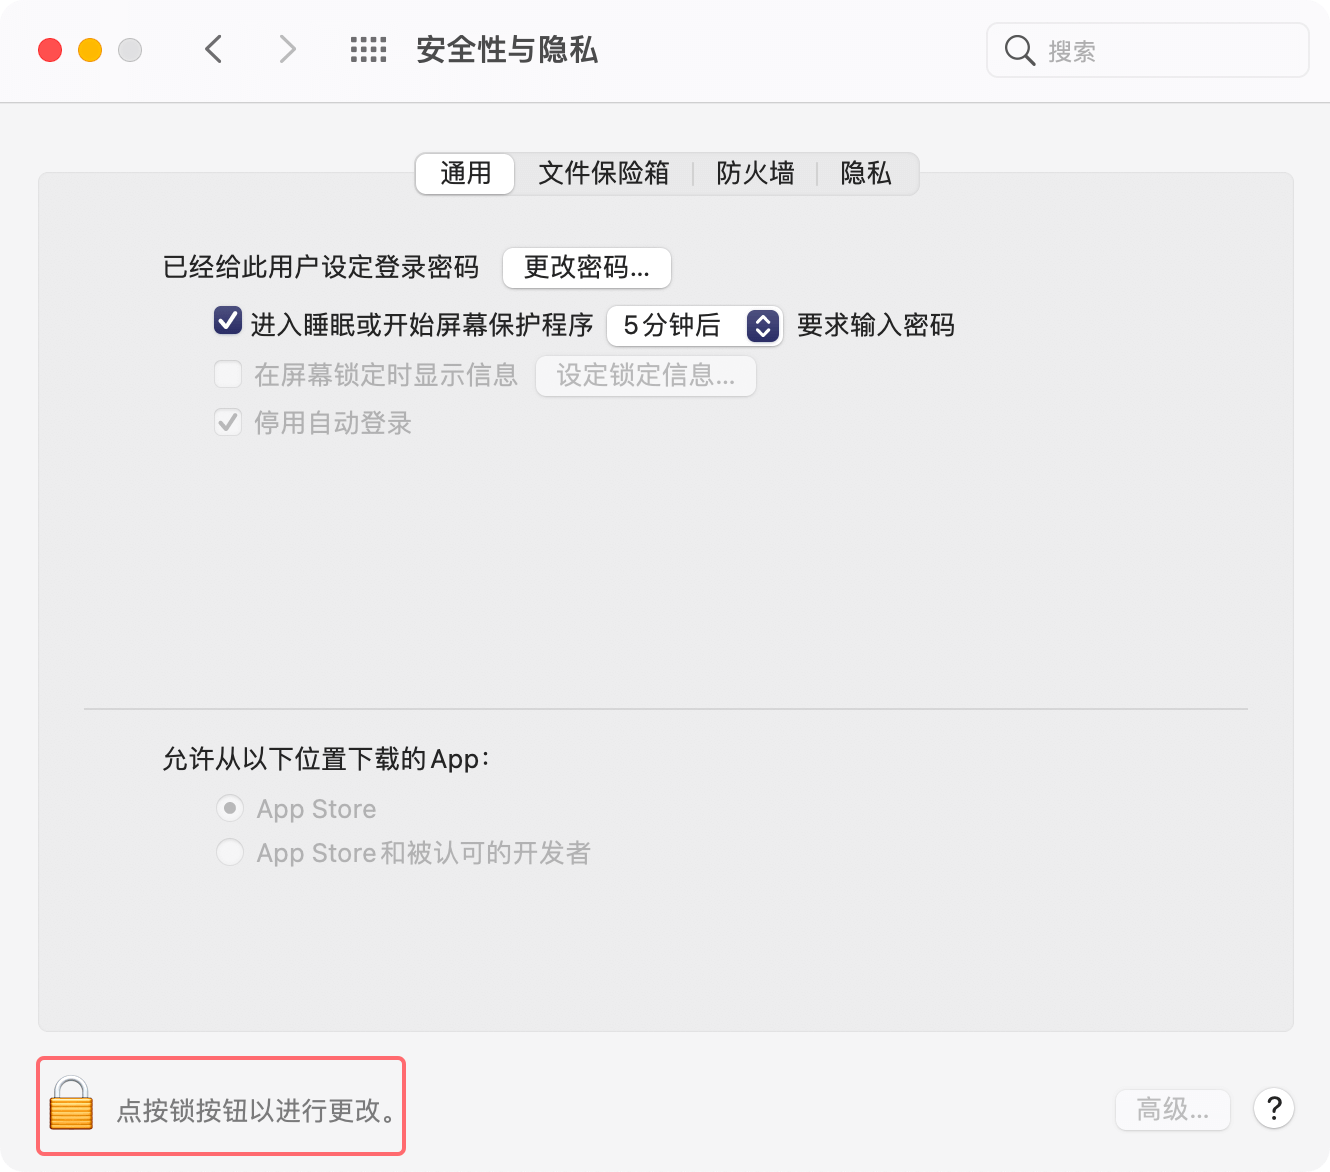 安全性与隐私
搜索
通用 文件保险箱 防火墙 隐私
已经给此用户设定登录密码 更改密码...
进入睡眠或开始屏幕保护程序 5分钟后 要求输入密码
在屏幕锁定时显示信息 设定锁定信息...
停用自动登录
允许从以下位置下载的App：
App Store
App Store和被认可的开发者
点按锁按钮以进行更改。
高级... ?